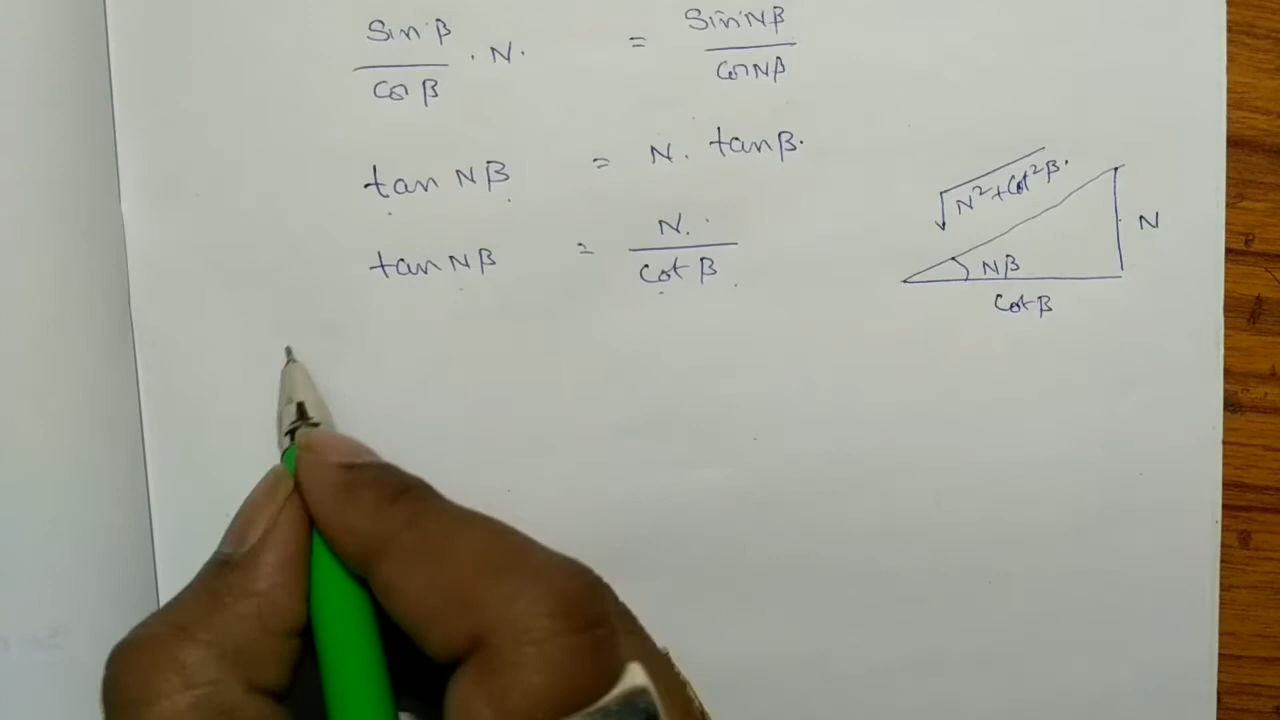 Sin β / Cos β . N. = Sin Nβ / Cos Nβ
tan Nβ = N. tan β.
tan Nβ = N. / Cot β
√N²+Cot²β.
N
Nβ
Cot β